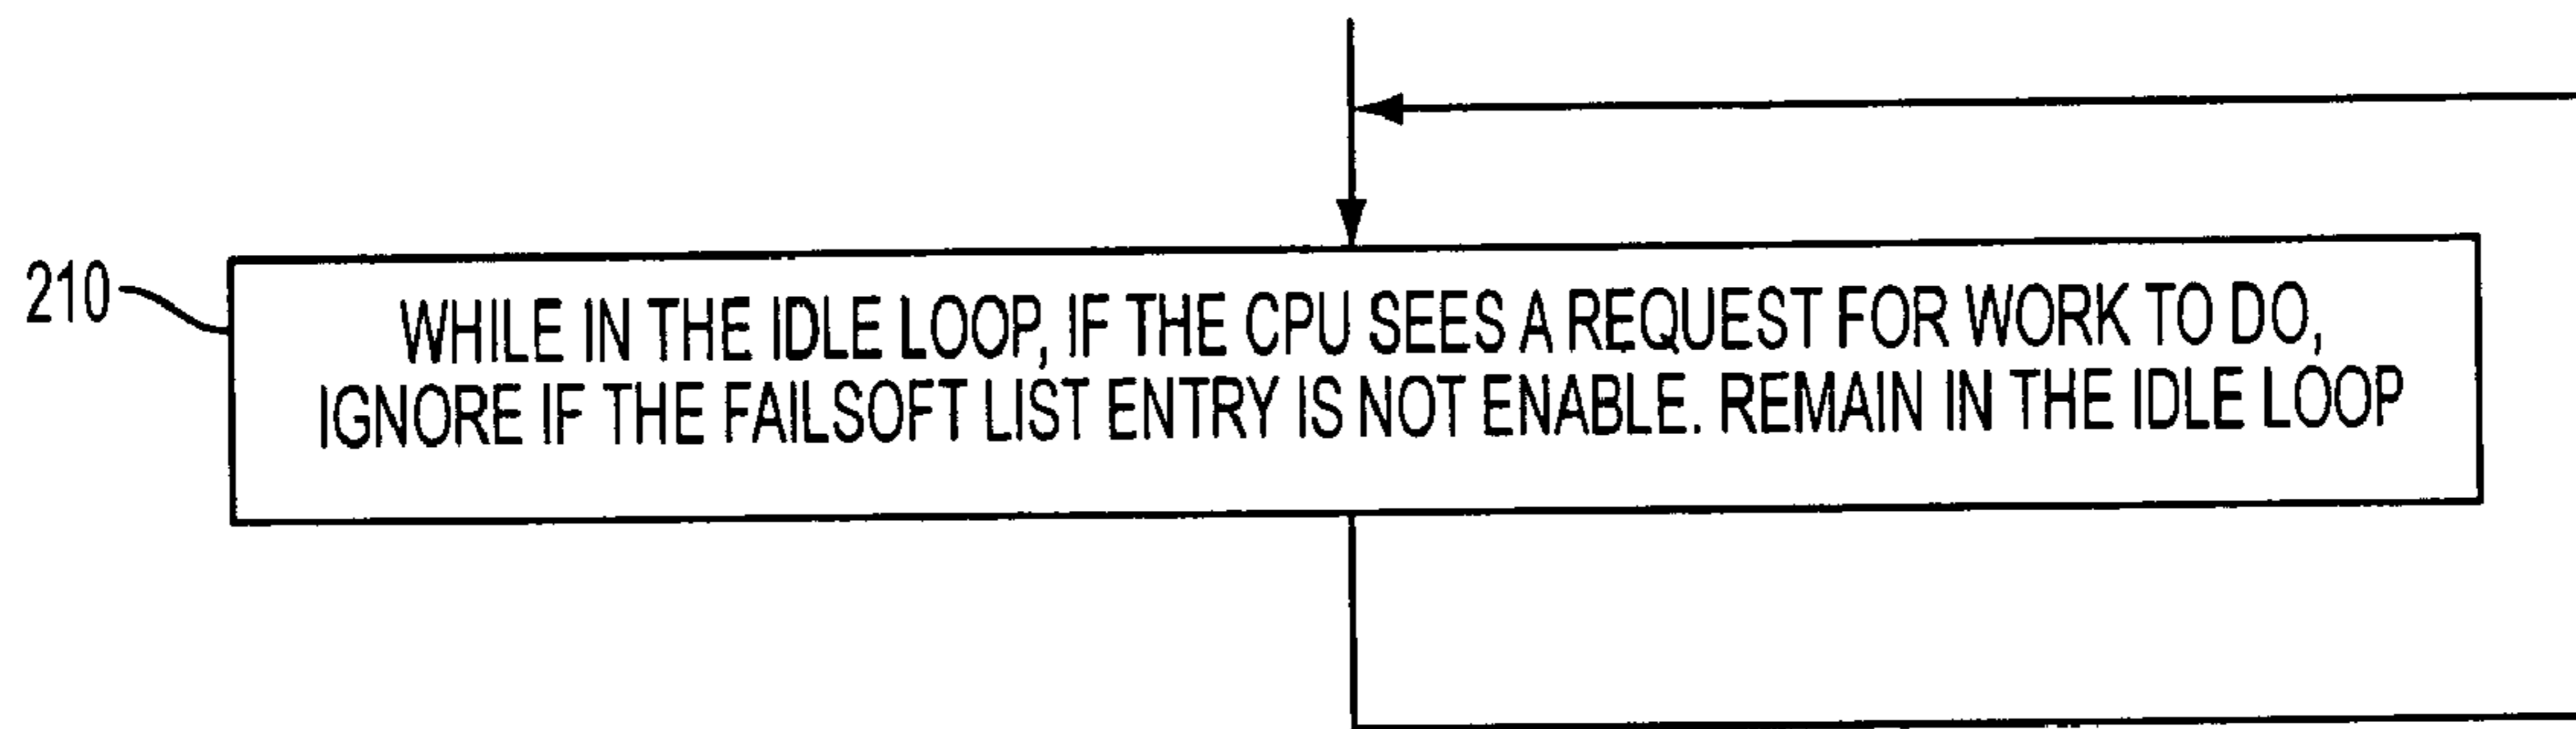 210
WHILE IN THE IDLE LOOP, IF THE CPU SEES A REQUEST FOR WORK TO DO,
IGNORE IF THE FAILSOFT LIST ENTRY IS NOT ENABLE. REMAIN IN THE IDLE LOOP